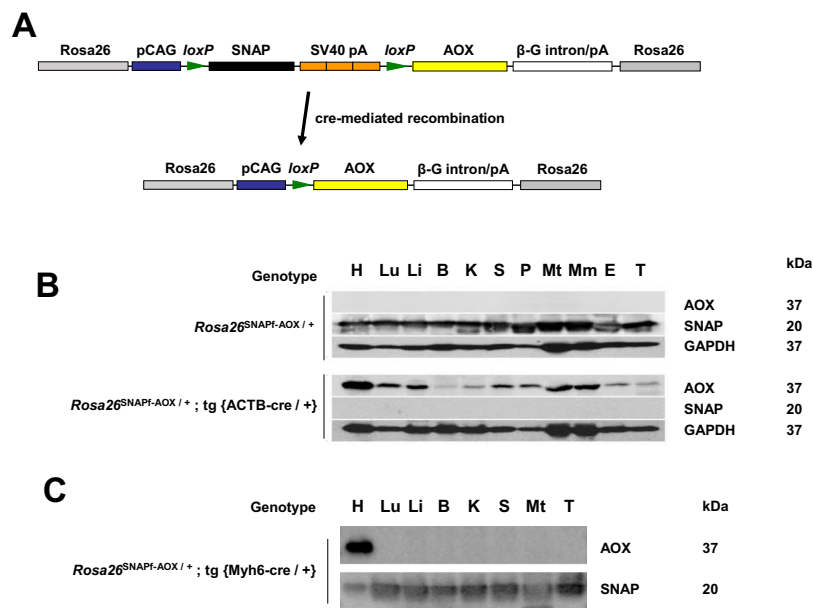 A
Rosa26 pCAG loxP SNAP SV40 pA loxP AOX β-G intron/pA Rosa26
cre-mediated recombination
Rosa26 pCAG loxP AOX β-G intron/pA Rosa26
B
Genotype H Lu Li B K S P Mt Mm E T kDa
AOX 37
Rosa26SNAPf-AOX / + SNAP 20
GAPDH 37
AOX 37
Rosa26SNAPf-AOX / + ; tg {ACTB-cre / +} SNAP 20
GAPDH 37
C
Genotype H Lu Li B K S Mt T kDa
AOX 37
Rosa26SNAPf-AOX / + ; tg {Myh6-cre / +}
SNAP 20